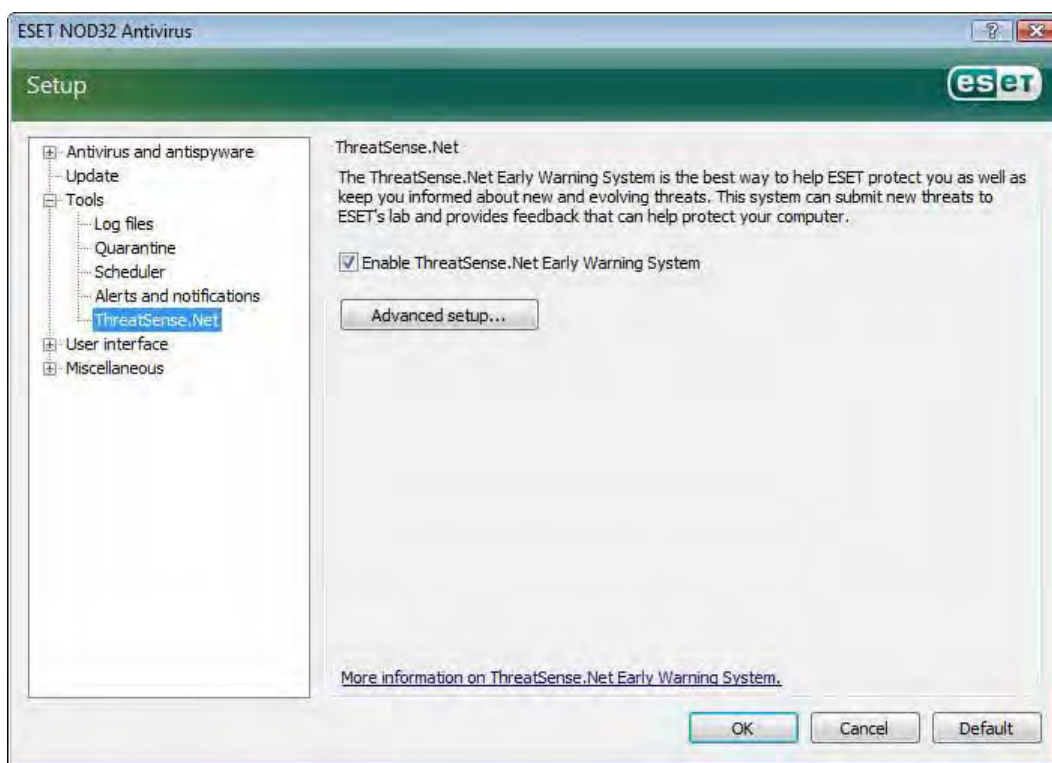 ESET NOD32 Antivirus
?
Setup
eset
Antivirus and antispyware
Update
Tools
Log files
Quarantine
Scheduler
Alerts and notifications
ThreatSense.Net
User interface
Miscellaneous
ThreatSense.Net
The ThreatSense.Net Early Warning System is the best way to help ESET protect you as well as
keep you informed about new and evolving threats. This system can submit new threats to
ESET's lab and provides feedback that can help protect your computer.
Enable ThreatSense.Net Early Warning System
Advanced setup...
More information on ThreatSense.Net Early Warning System.
OK
Cancel
Default